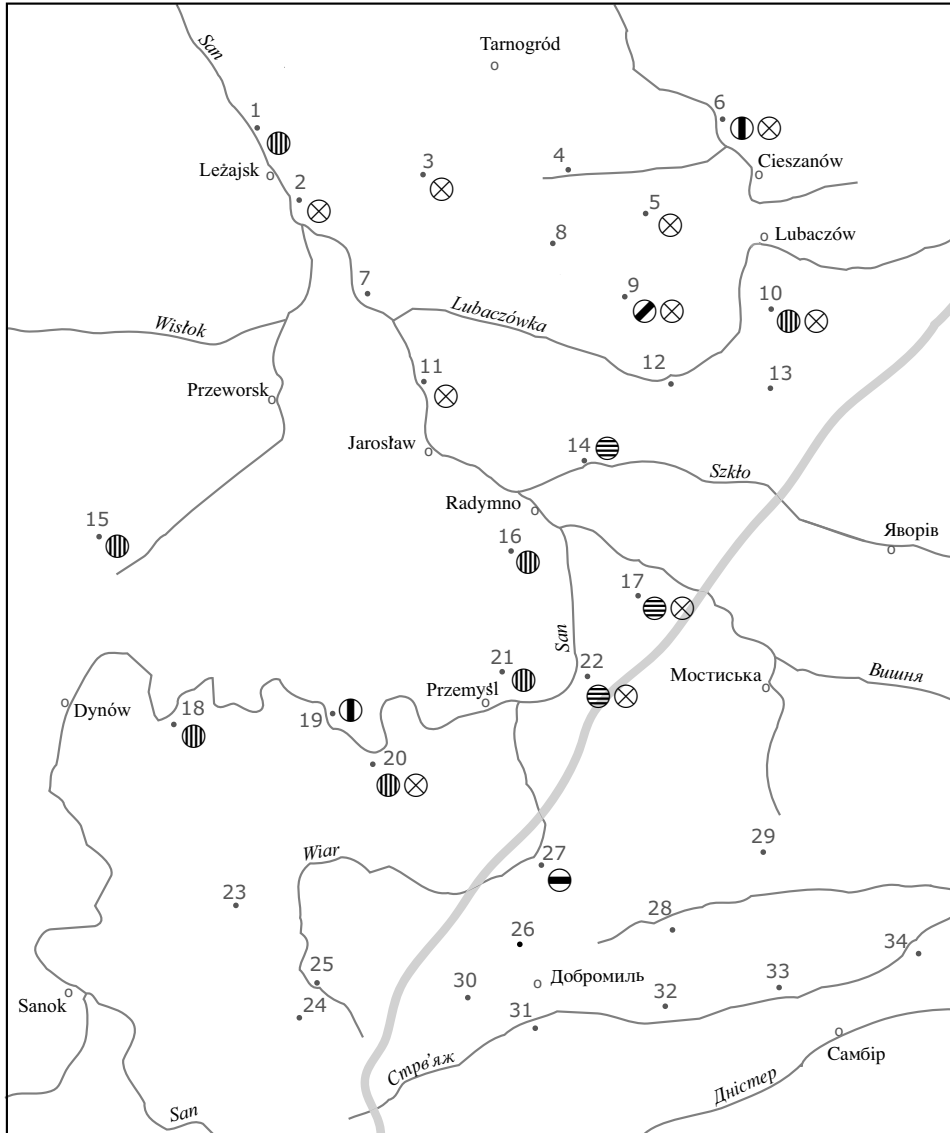 San
Tarnogród
1
6
Leżajsk
3
4
Cieszanów
2
5
8
Lubaczów
7
9
10
Wisłok
Lubaczówka
12
13
11
Przeworsk
14
Jarosław
Szkło
Radymno
15
16
Яворів
17
San
21
22
Мостиська
Вишня
Dynów
18
19
Przemyśl
20
Wiar
27
29
23
28
26
34
25
30
Добромиль
33
Sanok
24
31
32
Стрв’яж
Самбір
San
Дністер